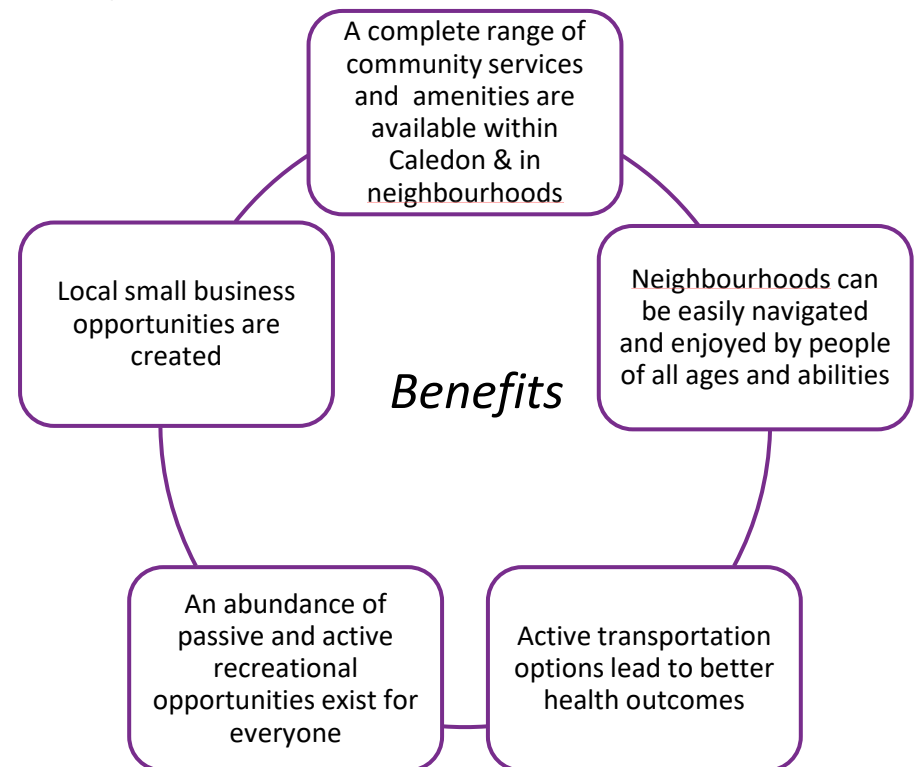 A complete range of
community services
and amenities are
available within
Caledon & in
neighbourhoods
Neighbourhoods can
be easily navigated
and enjoyed by people
of all ages and abilities
Active transportation
options lead to better
health outcomes
An abundance of
passive and active
recreational
opportunities exist for
everyone
Local small business
opportunities are
created
Benefits